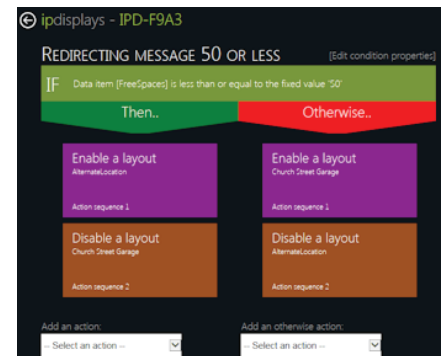 ipdisplays - IPD-F9A3
REDIRECTING MESSAGE 50 OR LESS
[Edit condition properties]
IF Data item [FreeSpaces] is less than or equal to the fixed value '50'
Then..
Otherwise..
Enable a layout
AlternateLocation
Action sequence 1
Enable a layout
Church Street Garage
Action sequence 1
Disable a layout
Church Street Garage
Action sequence 2
Disable a layout
AlternateLocation
Action sequence 2
Add an action:
-- Select an action --
Add an otherwise action:
-- Select an action --